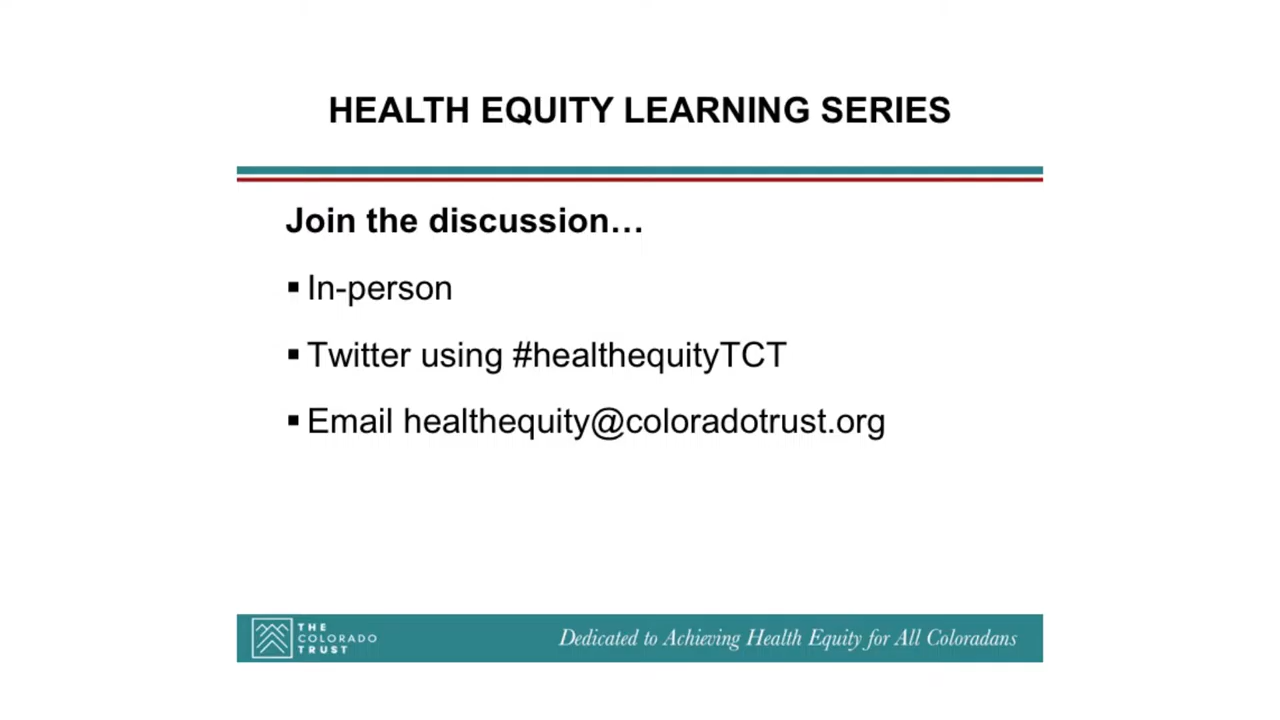 HEALTH EQUITY LEARNING SERIES
Join the discussion…
▪ In-person
▪ Twitter using #healthequityTCT
▪ Email healthequity@coloradotrust.org
THE
COLORADO
TRUST
Dedicated to Achieving Health Equity for All Coloradans